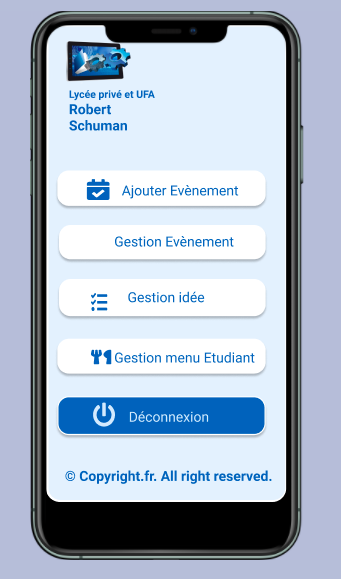 Lycée privé et UFA
Robert
Schuman
Ajouter Evènement
Gestion Evènement
Gestion idée
Gestion menu Etudiant
Déconnexion
© Copyright.fr. All right reserved.